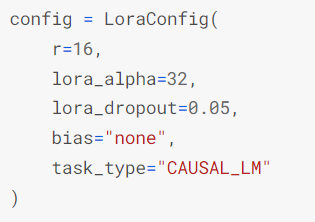 config = LoraConfig(
    r=16,
    lora_alpha=32,
    lora_dropout=0.05,
    bias="none",
    task_type="CAUSAL_LM"
)